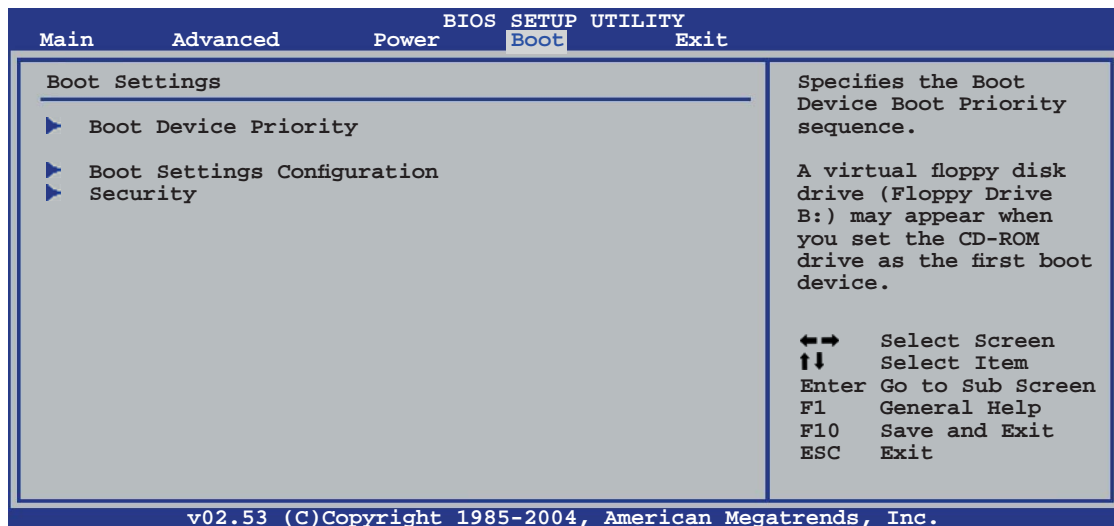 BIOS SETUP UTILITY
Main Advanced Power Boot Exit
Boot Settings
Boot Device Priority
Boot Settings Configuration
Security
Specifies the Boot
Device Boot Priority
sequence.
A virtual floppy disk
drive (Floppy Drive
B:) may appear when
you set the CD-ROM
drive as the first boot
device.
←→ Select Screen
↑↓ Select Item
Enter Go to Sub Screen
F1 General Help
F10 Save and Exit
ESC Exit
v02.53 (C)Copyright 1985-2004, American Megatrends, Inc.